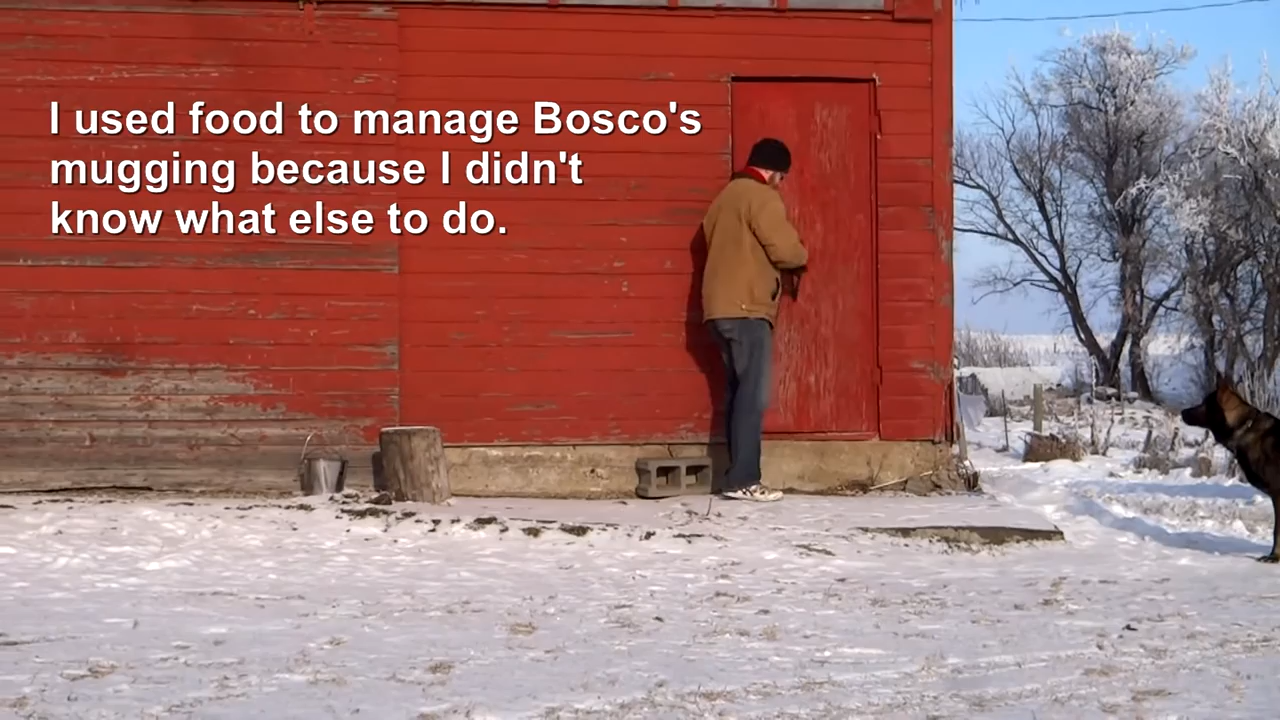 I used food to manage Bosco's
mugging because I didn't
know what else to do.